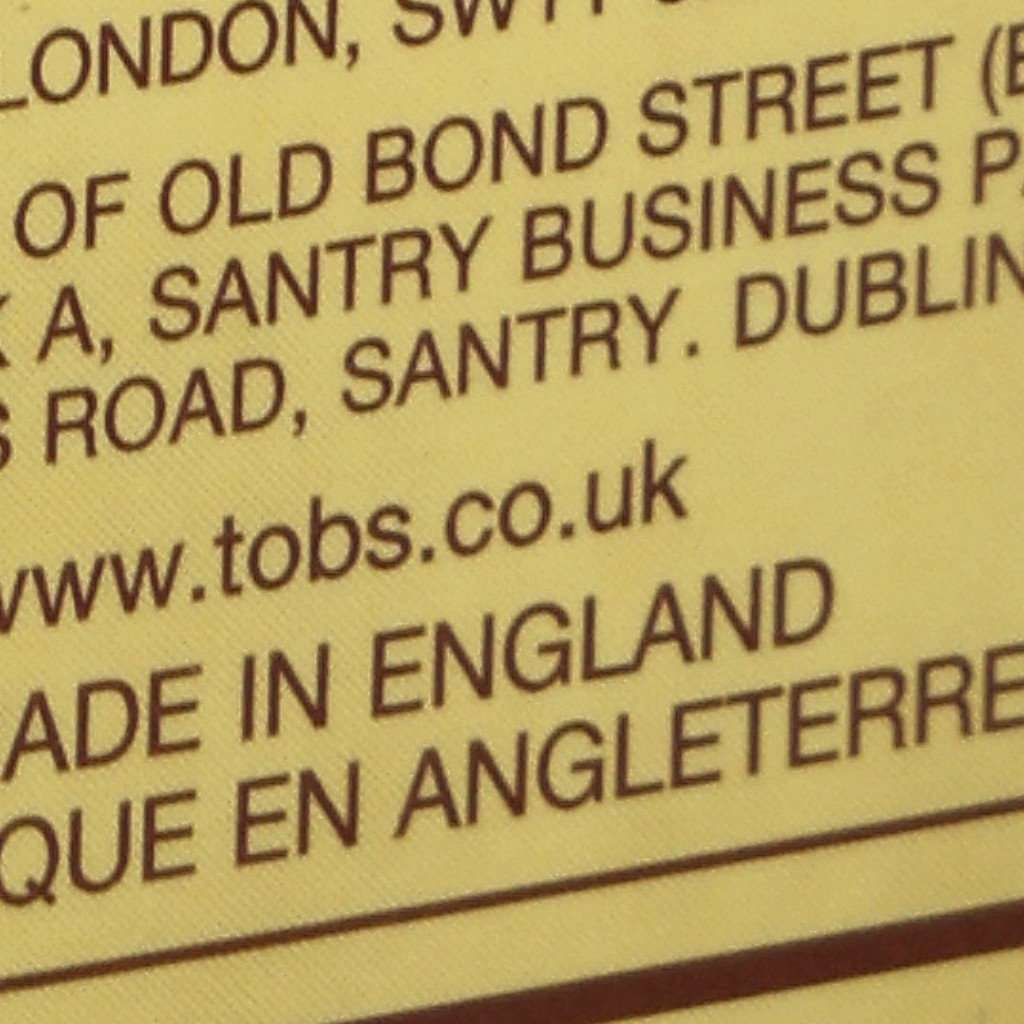 LONDON,
OF OLD BOND STREET
A, SANTRY BUSINESS
ROAD, SANTRY. DUBLIN
www.tobs.co.uk
ADE IN ENGLAND
QUE EN ANGLETERRE